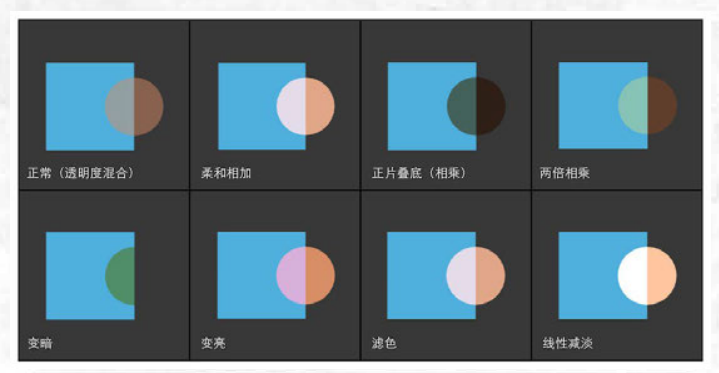 正常（透明度混合）
柔和相加
正片叠底（相乘）
两倍相乘
变暗
变亮
滤色
线性减淡